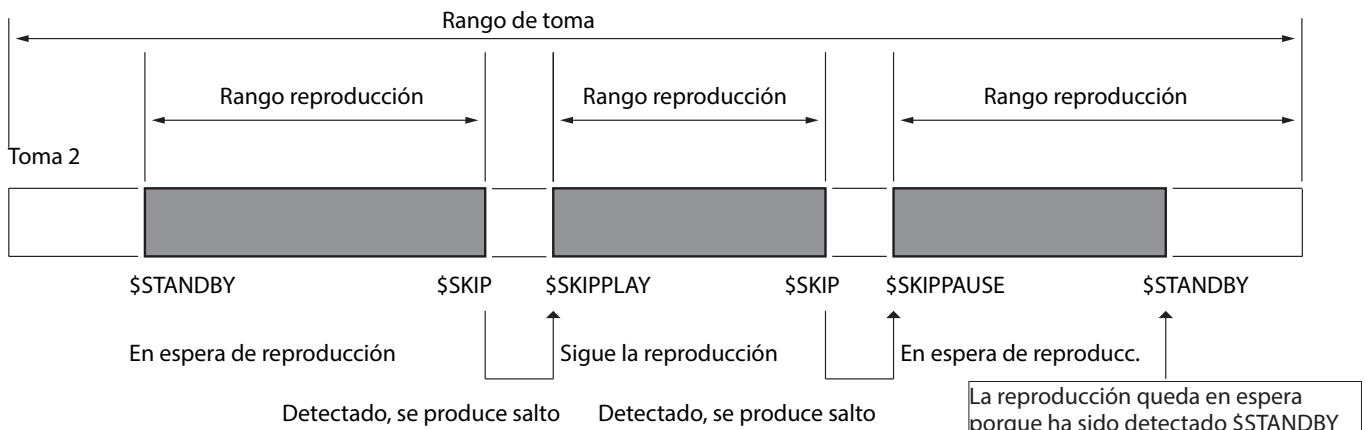 Rango de toma
Rango reproducción Rango reproducción Rango reproducción
Toma 2
$STANDBY $SKIP $SKIPPLAY $SKIP $SKIPPAUSE $STANDBY
En espera de reproducción Sigue la reproducción En espera de reproducc.
Detectado, se produce salto Detectado, se produce salto
La reproducción queda en espera
porque ha sido detectado $STANDBY